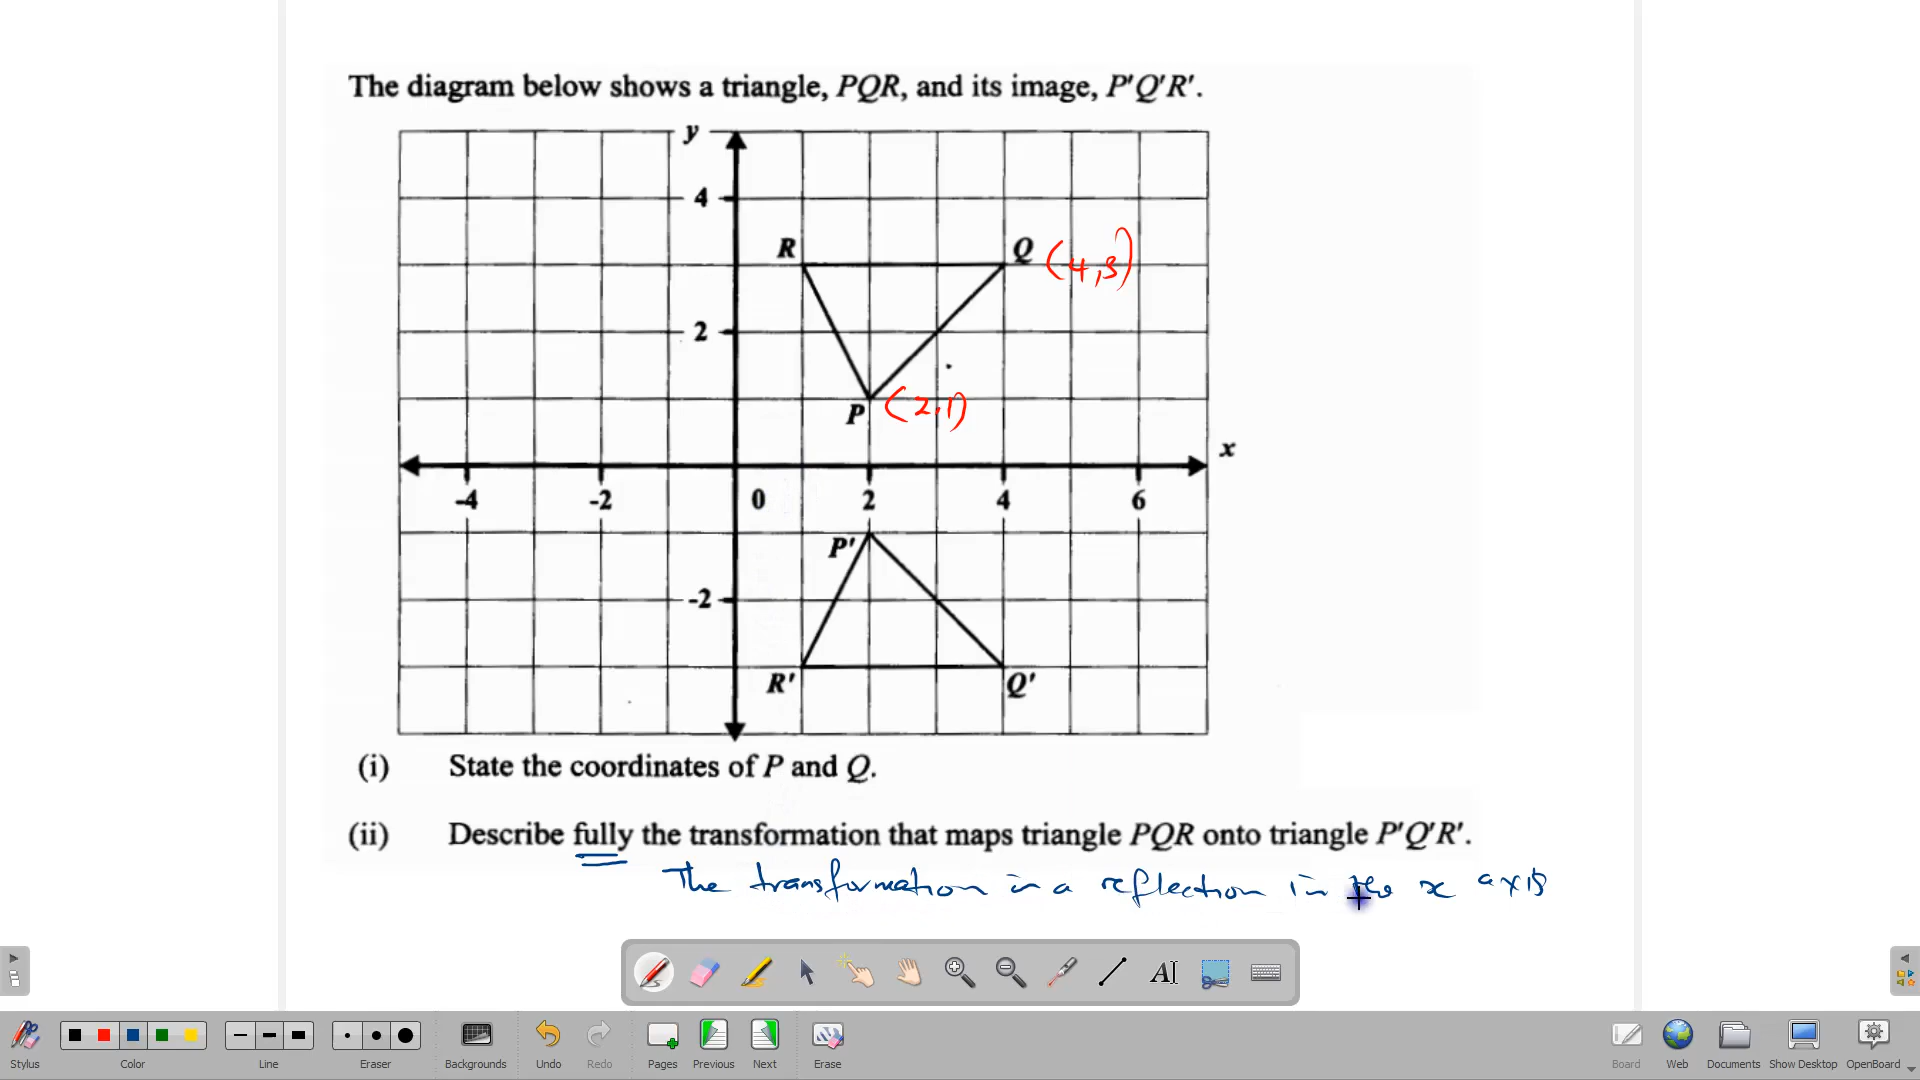 The diagram below shows a triangle, PQR, and its image, P'Q'R'.
y
4
R
Q (4,3)
2
P (2,1)
x
-4 -2 0 2 4 6
P'
-2
R' Q'
(i) State the coordinates of P and Q.
(ii) Describe fully the transformation that maps triangle PQR onto triangle P'Q'R'.
The transformation is a reflection in the x axis
Stylus Color Line Eraser Backgrounds Undo Redo Pages Previous Next Erase Board Web Documents Show Desktop OpenBoard